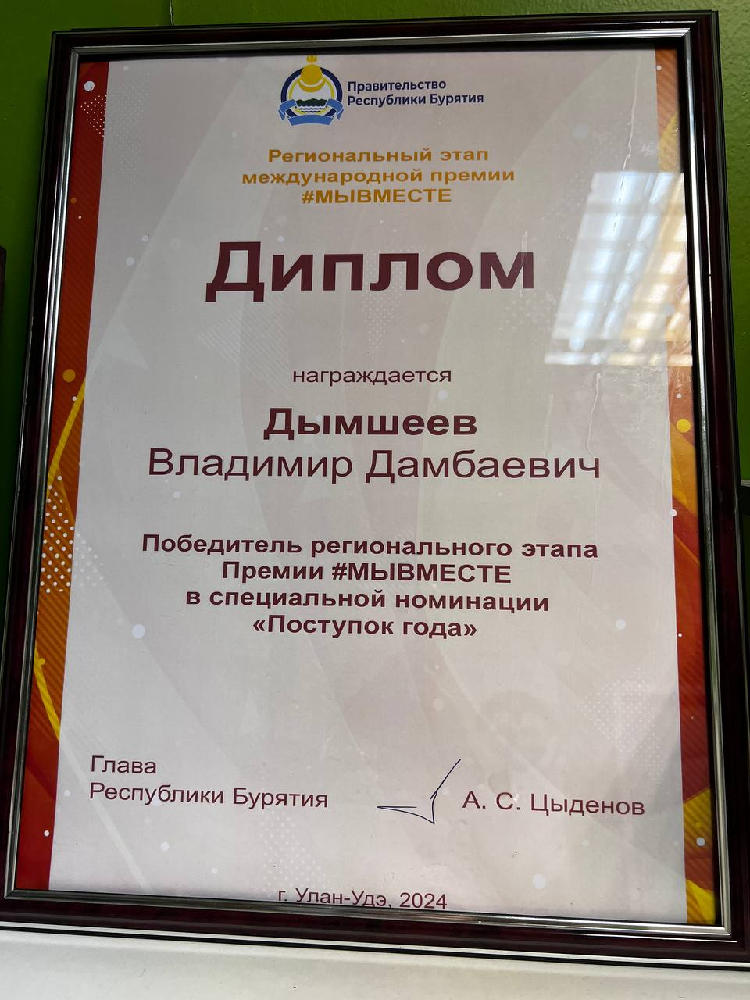 Правительство
Республики Бурятия
Региональный этап
международной премии
#МЫВМЕСТЕ
Диплом
награждается
Дымшеев
Владимир Дамбаевич
Победитель регионального этапа
Премии #МЫВМЕСТЕ
в специальной номинации
«Поступок года»
Глава
Республики Бурятия
А. С. Цыденов
г. Улан-Удэ, 2024